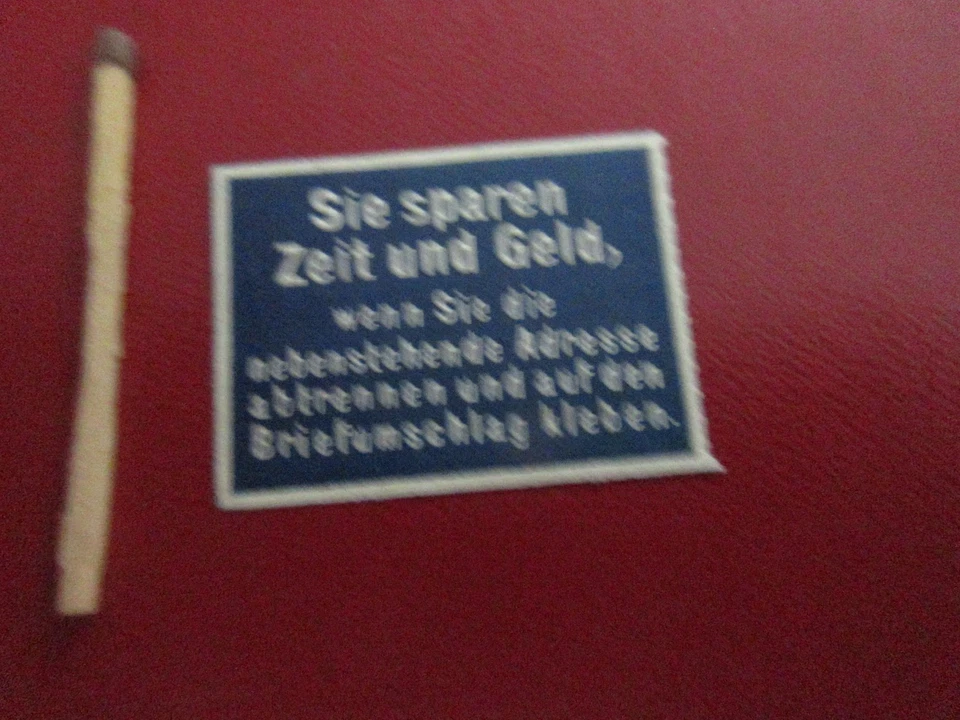 Sie sparen
Zeit und Geld,
wenn Sie die
nebenstehende Adresse
abtrennen und auf den
Briefumschlag kleben.